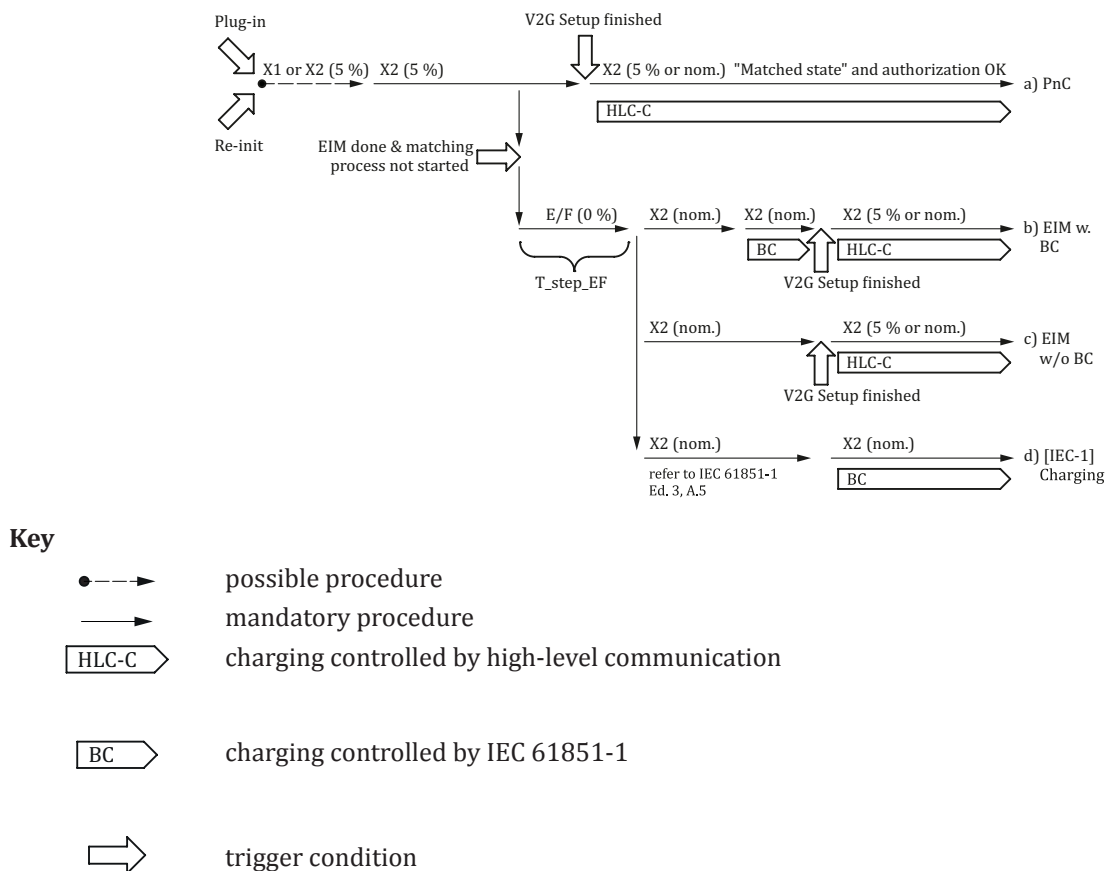 Plug-in
V2G Setup finished
X1 or X2 (5 %)
X2 (5 %)
X2 (5 % or nom.) "Matched state" and authorization OK
a) PnC
HLC-C
Re-init
EIM done & matching
process not started
E/F (0 %)
X2 (nom.)
X2 (nom.)
X2 (5 % or nom.)
b) EIM w.
BC
BC
HLC-C
T_step_EF
V2G Setup finished
X2 (nom.)
X2 (5 % or nom.)
c) EIM
w/o BC
HLC-C
V2G Setup finished
X2 (nom.)
X2 (nom.)
d) [IEC-1]
Charging
refer to IEC 61851-1
Ed. 3, A.5
BC
Key
possible procedure
mandatory procedure
HLC-C
charging controlled by high-level communication
BC
charging controlled by IEC 61851-1
trigger condition